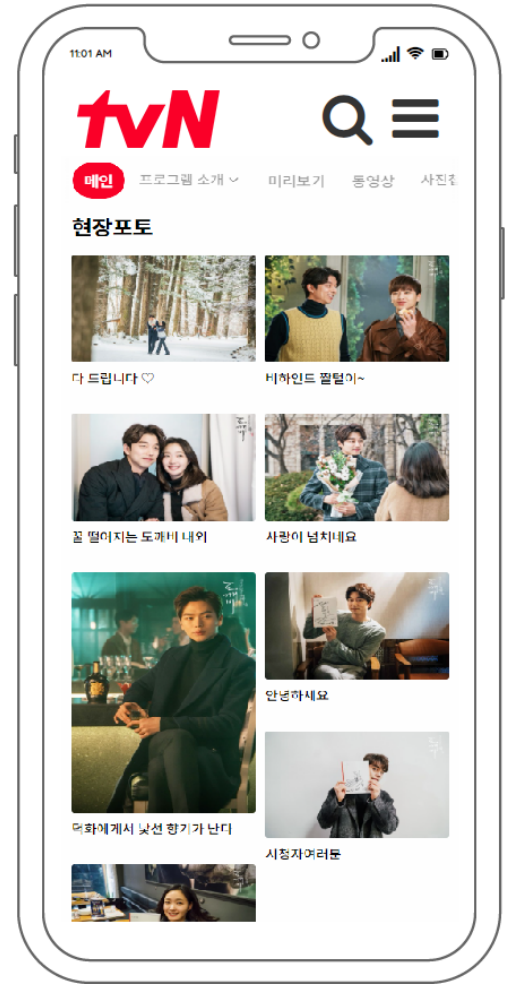 11:01 AM
tvN
메인 프로그램 소개 미리보기 동영상 사진첩
현장포토
다 드립니다 ♡
비하인드 짤털이~
꿀 떨어지는 도깨비 내외
사랑이 넘치네요
안녕하세요
덕화에게서 낯선 향기가 난다
시청자여러분